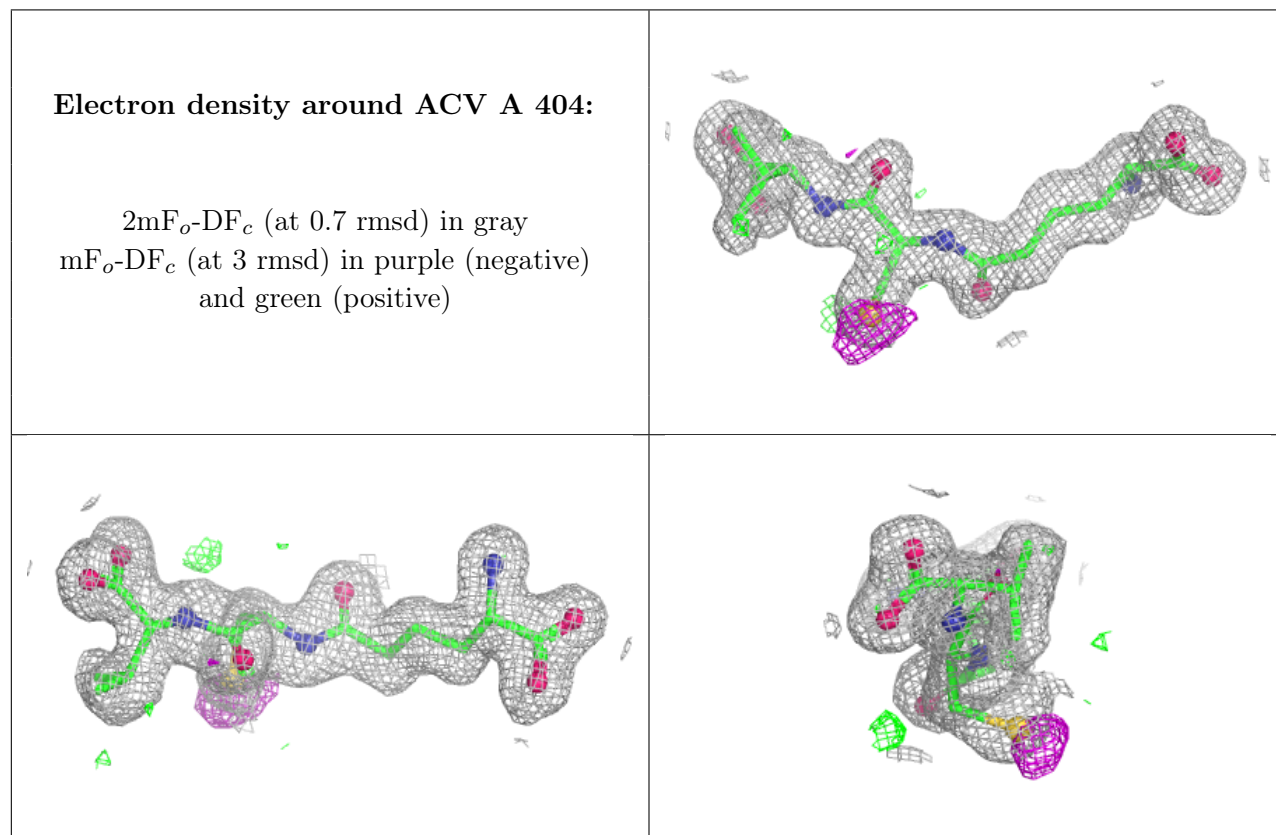 Electron density around ACV A 404:
2mFo-DFc (at 0.7 rmsd) in gray
mFo-DFc (at 3 rmsd) in purple (negative)
and green (positive)